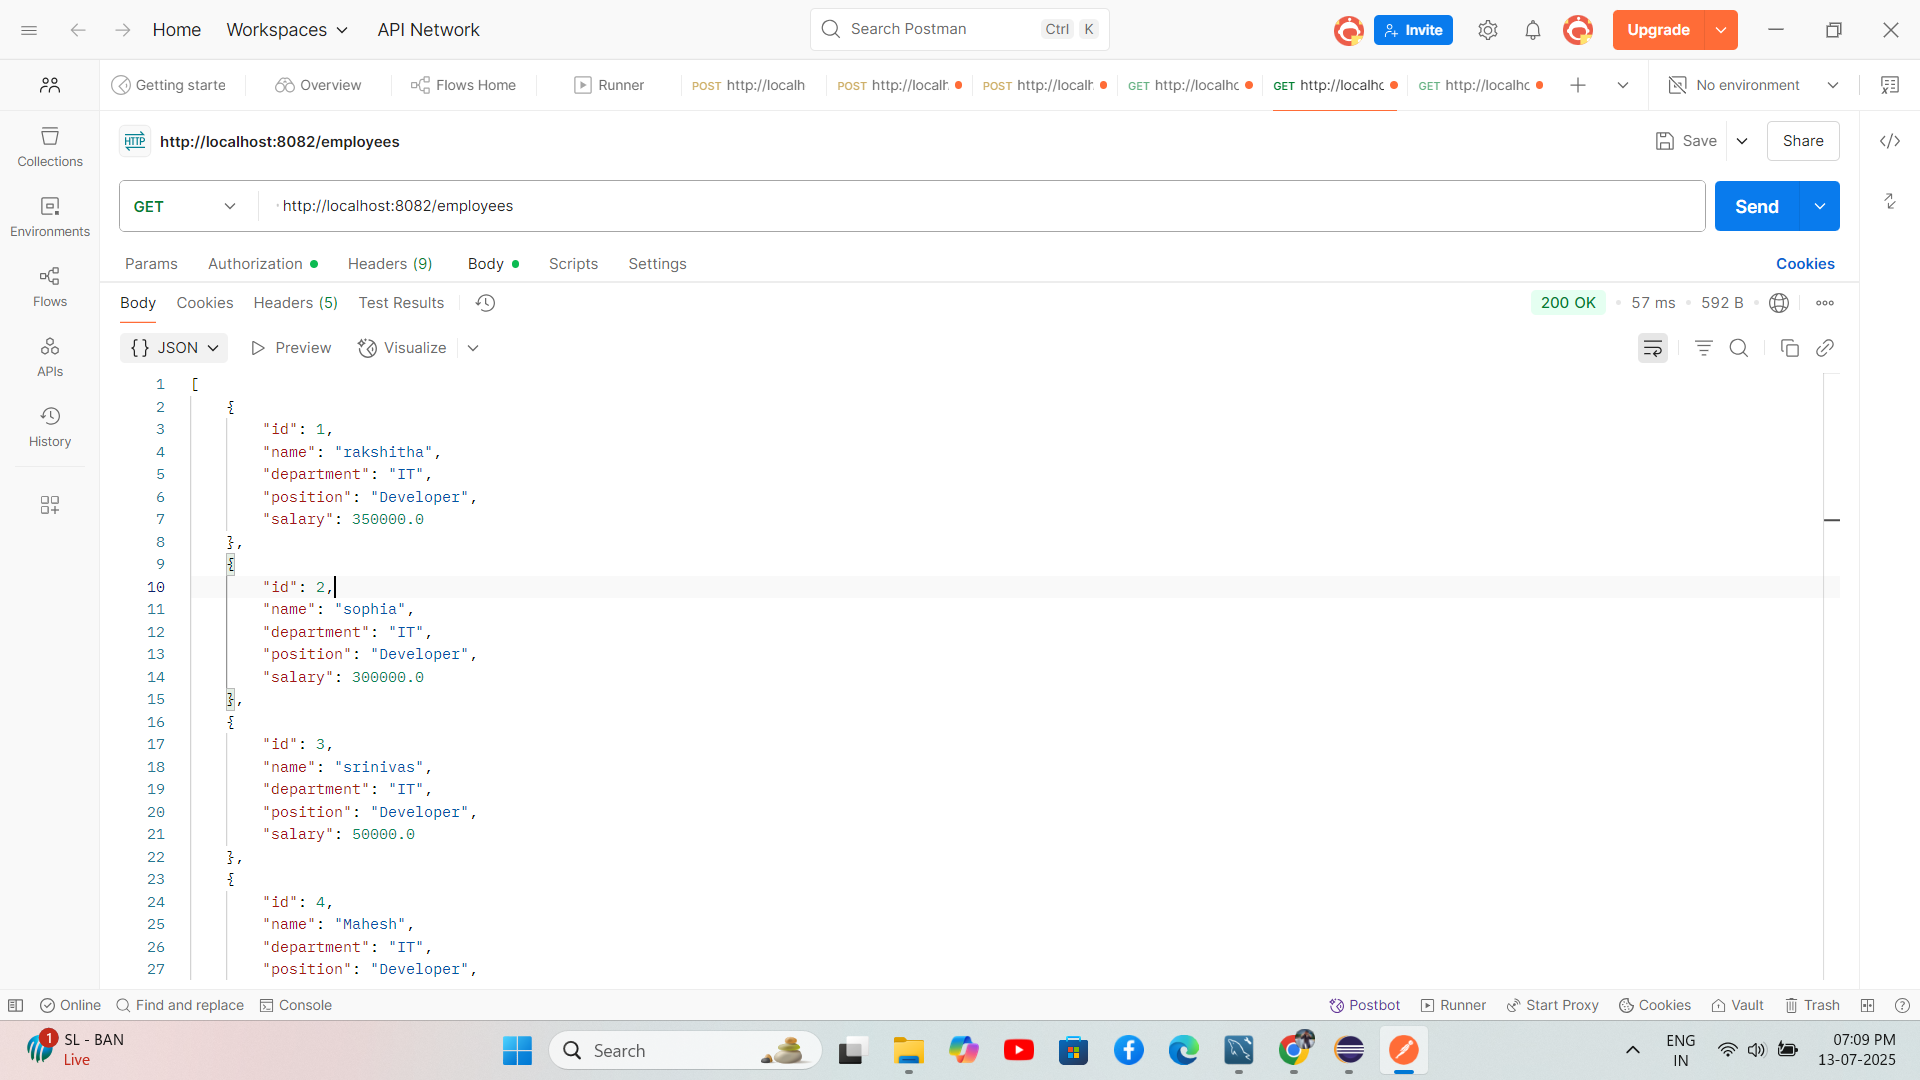 Home Workspaces API Network Search Postman Ctrl K Invite Upgrade
Getting starte Overview Flows Home Runner POST http://localh POST http://localh POST http://localh GET http://localhc GET http://localhc GET http://localhc No environment
HTTP http://localhost:8082/employees Save Share
Collections
GET http://localhost:8082/employees Send
Environments
Params Authorization Headers (9) Body Scripts Settings Cookies
Flows
Body Cookies Headers (5) Test Results 200 OK 57 ms 592 B
{} JSON Preview Visualize
APIs
History
1 [
2 {
3 "id": 1,
4 "name": "rakshitha",
5 "department": "IT",
6 "position": "Developer",
7 "salary": 350000.0
8 },
9 {
10 "id": 2,
11 "name": "sophia",
12 "department": "IT",
13 "position": "Developer",
14 "salary": 300000.0
15 },
16 {
17 "id": 3,
18 "name": "srinivas",
19 "department": "IT",
20 "position": "Developer",
21 "salary": 50000.0
22 },
23 {
24 "id": 4,
25 "name": "Mahesh",
26 "department": "IT",
27 "position": "Developer",
Online Find and replace Console Postbot Runner Start Proxy Cookies Vault Trash
1 SL - BAN
Live
Search
ENG
IN
07:09 PM
13-07-2025